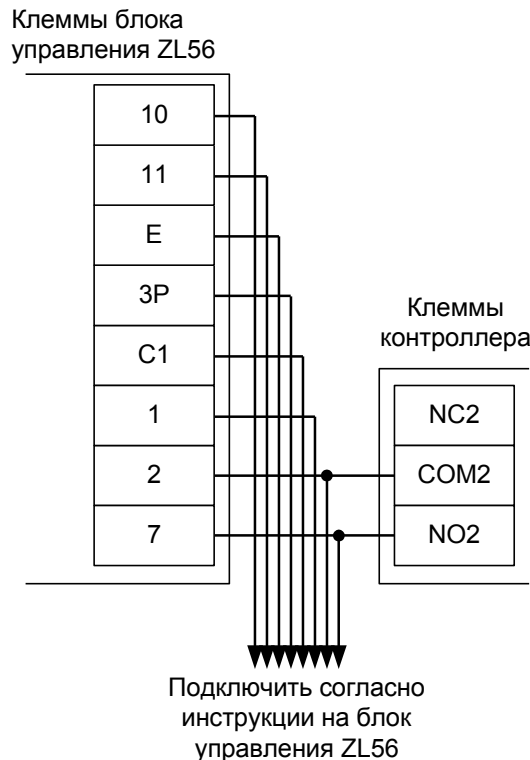 Клеммы блока
управления ZL56
10
11
E
3P
C1
1
2
7
Клеммы
контроллера
NC2
COM2
NO2
Подключить согласно
инструкции на блок
управления ZL56